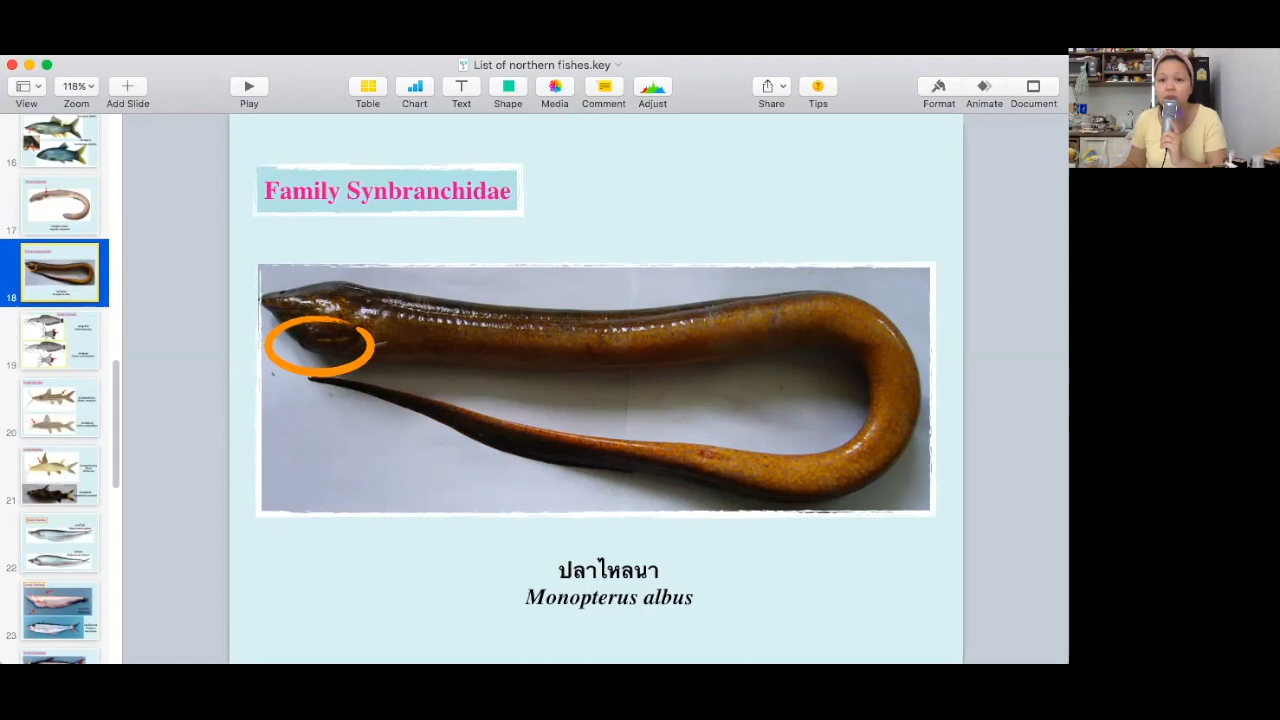 List of northern fishes.key
118%
View
Zoom
Add Slide
Play
Table
Chart
Text
Shape
Media
Comment
Adjust
Share
Tips
Format
Animate
Document
16
17
18
19
20
21
22
23
Family Synbranchidae
ปลาไหลนา
Monopterus albus